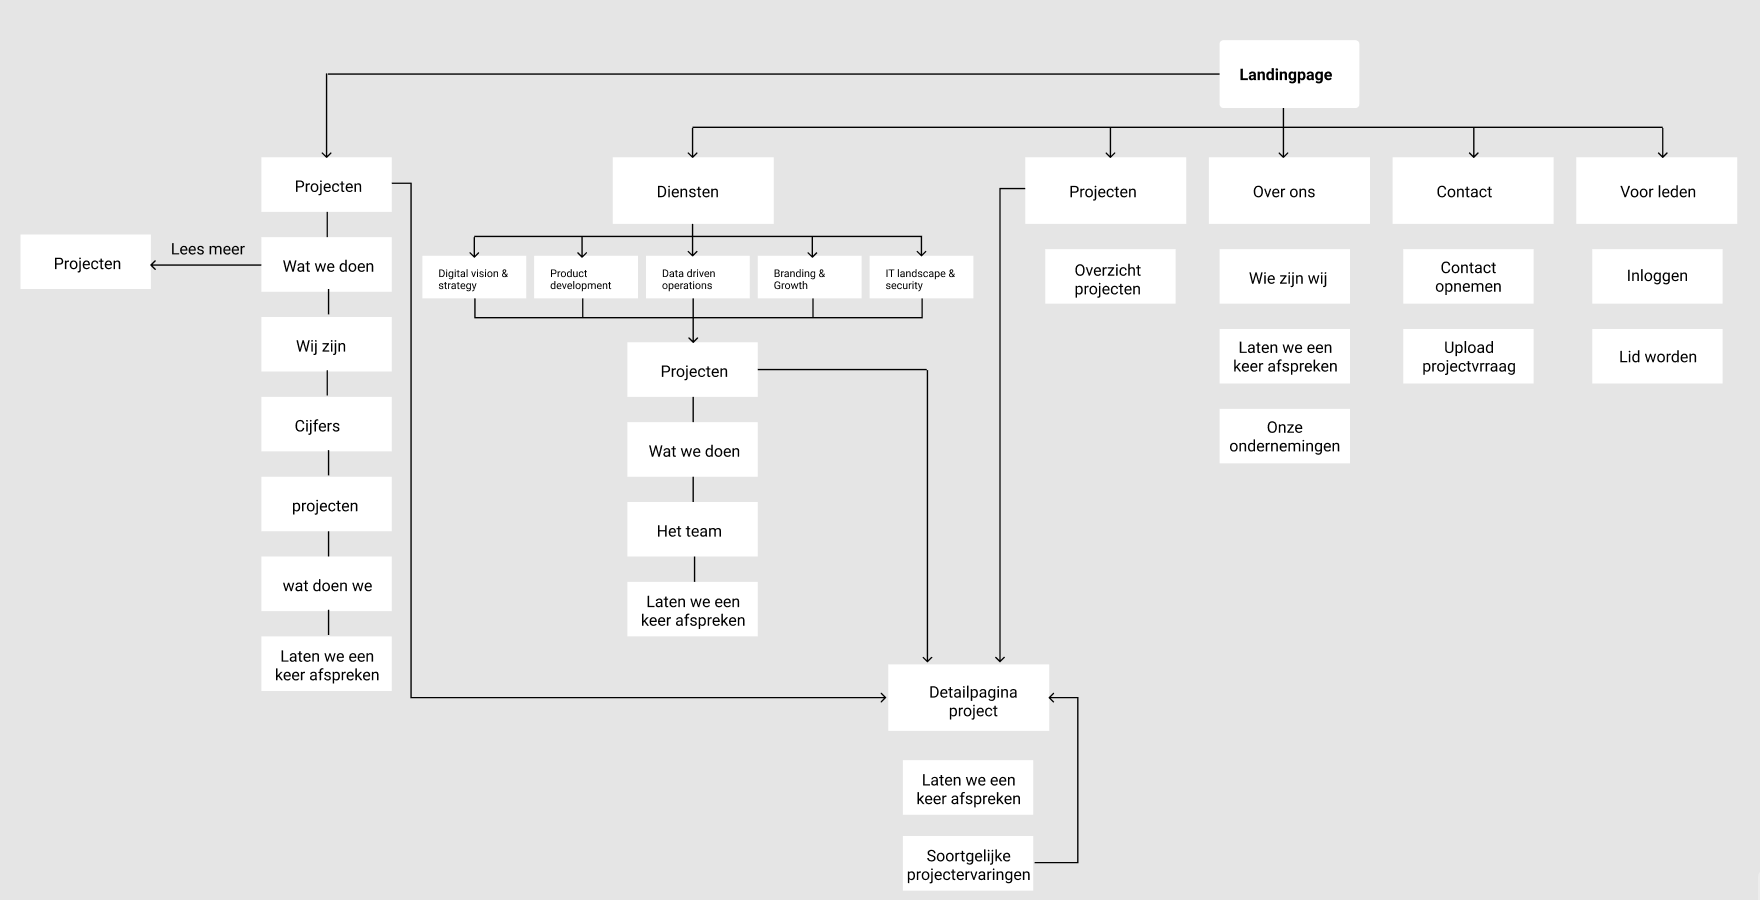 Landingpage
Projecten
Wat we doen
Lees meer
Projecten
Wij zijn
Cijfers
projecten
wat doen we
Laten we een
keer afspreken
Diensten
Digital vision &
strategy
Product
development
Data driven
operations
Branding &
Growth
IT landscape &
security
Projecten
Wat we doen
Het team
Laten we een
keer afspreken
Projecten
Overzicht
projecten
Over ons
Wie zijn wij
Laten we een
keer afspreken
Onze
ondernemingen
Contact
Contact
opnemen
Upload
projectvrraag
Voor leden
Inloggen
Lid worden
Detailpagina
project
Laten we een
keer afspreken
Soortgelijke
projectervaringen